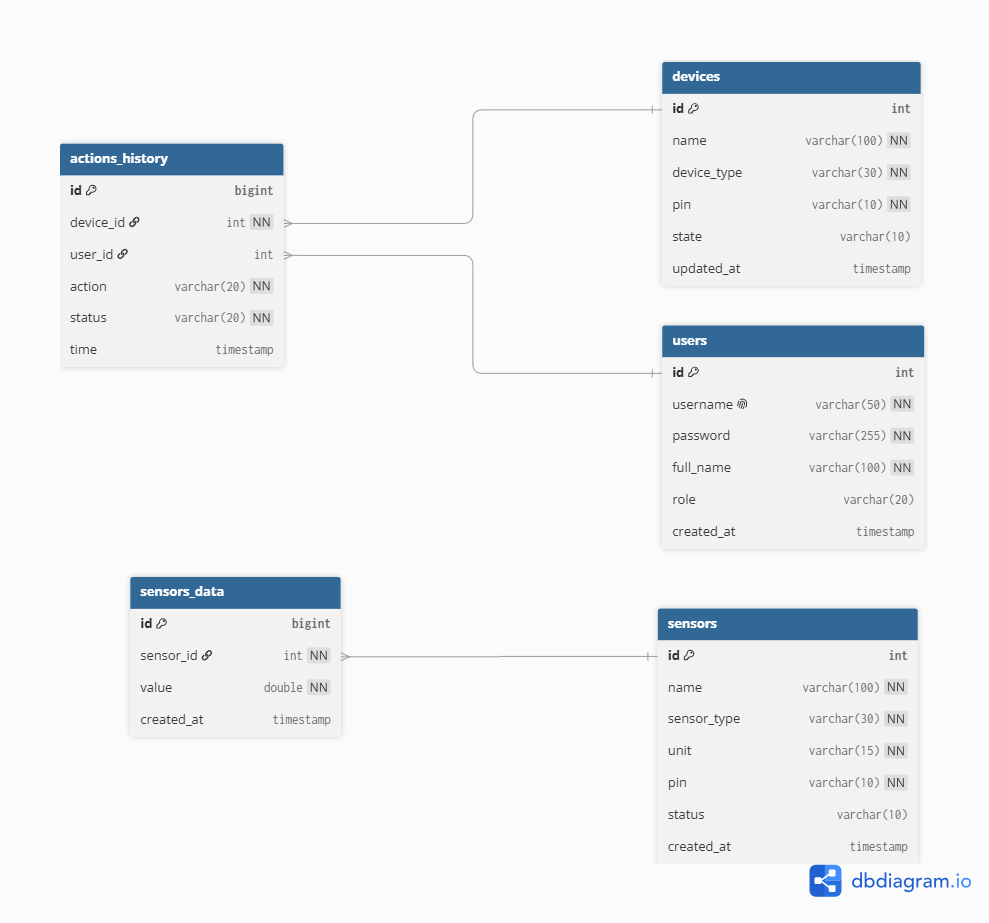 actions_history
id bigint
device_id int NN
user_id int
action varchar(20) NN
status varchar(20) NN
time timestamp
devices
id int
name varchar(100) NN
device_type varchar(30) NN
pin varchar(10) NN
state varchar(10)
updated_at timestamp
users
id int
username varchar(50) NN
password varchar(255) NN
full_name varchar(100) NN
role varchar(20)
created_at timestamp
sensors_data
id bigint
sensor_id int NN
value double NN
created_at timestamp
sensors
id int
name varchar(100) NN
sensor_type varchar(30) NN
unit varchar(15) NN
pin varchar(10) NN
status varchar(10)
created_at timestamp
dbdiagram.io